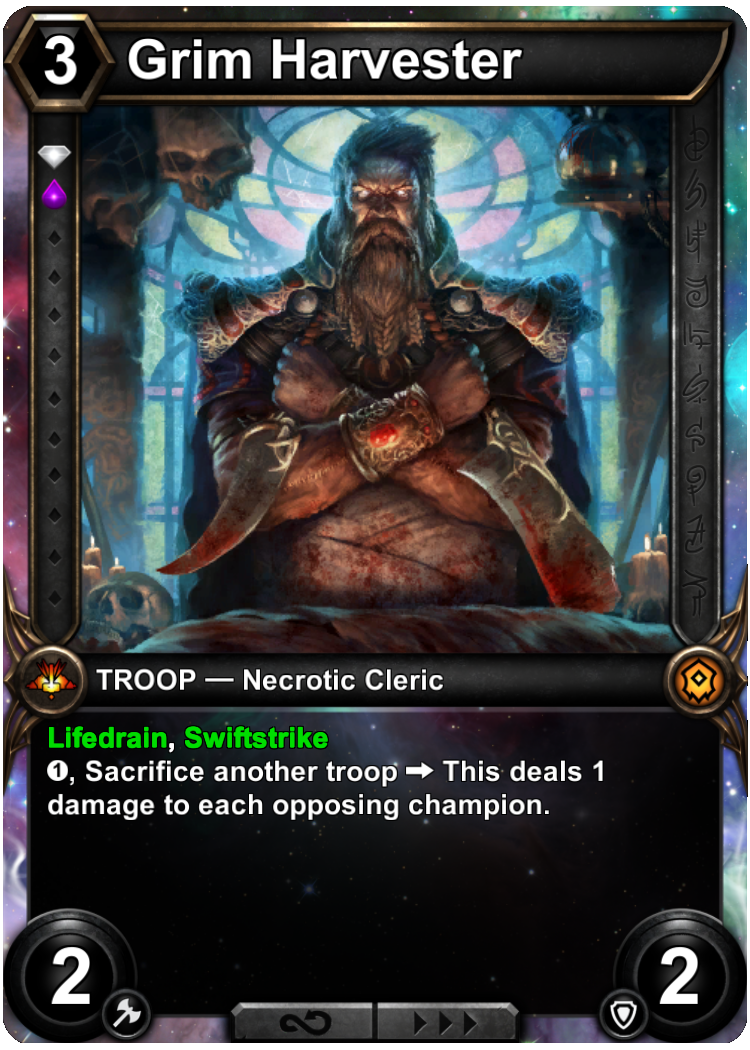 3
Grim Harvester
TROOP — Necrotic Cleric
Lifedrain, Swiftstrike
❶, Sacrifice another troop ➞ This deals 1
damage to each opposing champion.
2
2